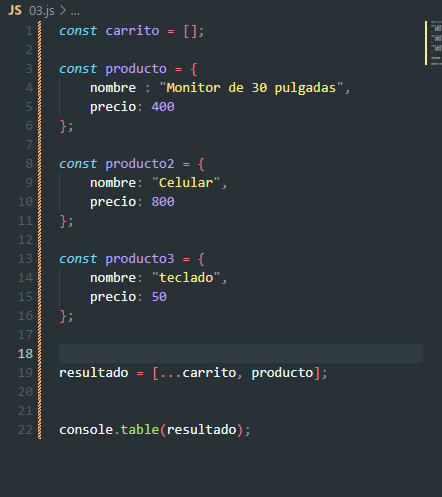 JS 03.js > ...
1 const carrito = [];
2
3 const producto = {
4 nombre : "Monitor de 30 pulgadas",
5 precio: 400
6 };
7
8 const producto2 = {
9 nombre: "Celular",
10 precio: 800
11 };
12
13 const producto3 = {
14 nombre: "teclado",
15 precio: 50
16 };
17
18
19 resultado = [...carrito, producto];
20
21
22 console.table(resultado);